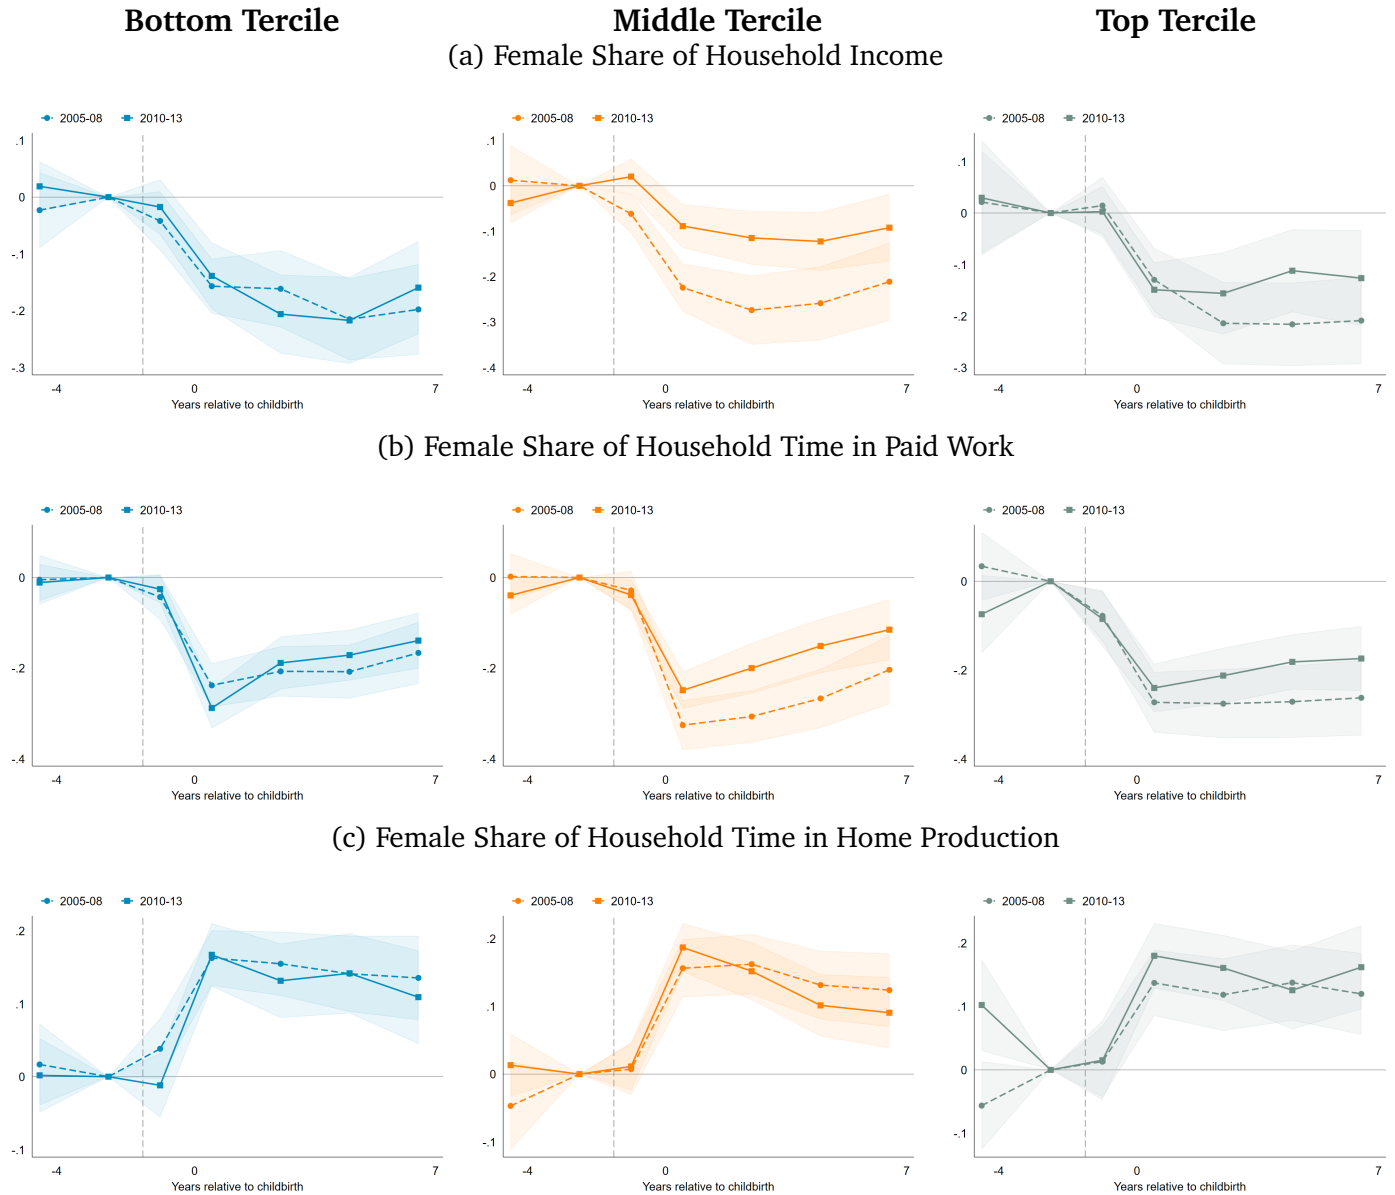 Bottom Tercile Middle Tercile Top Tercile
(a) Female Share of Household Income
2005-08 2010-13 2005-08 2010-13 2005-08 2010-13
.1 .1 .1
0 0 0
-.1 -.1 -.1
-.2 -.2 -.2
-.3 -.3 -.3
-.4
-4 0 7 -4 0 7 -4 0 7
Years relative to childbirth Years relative to childbirth Years relative to childbirth
(b) Female Share of Household Time in Paid Work
2005-08 2010-13 2005-08 2010-13 2005-08 2010-13
0 0 0
-.2 -.2 -.2
-.4 -.4 -.4
-4 0 7 -4 0 7 -4 0 7
Years relative to childbirth Years relative to childbirth Years relative to childbirth
(c) Female Share of Household Time in Home Production
2005-08 2010-13 2005-08 2010-13 2005-08 2010-13
.2 .2 .2
.1 .1 .1
0 0 0
-.1 -.1 -.1
-4 0 7 -4 0 7 -4 0 7
Years relative to childbirth Years relative to childbirth Years relative to childbirth